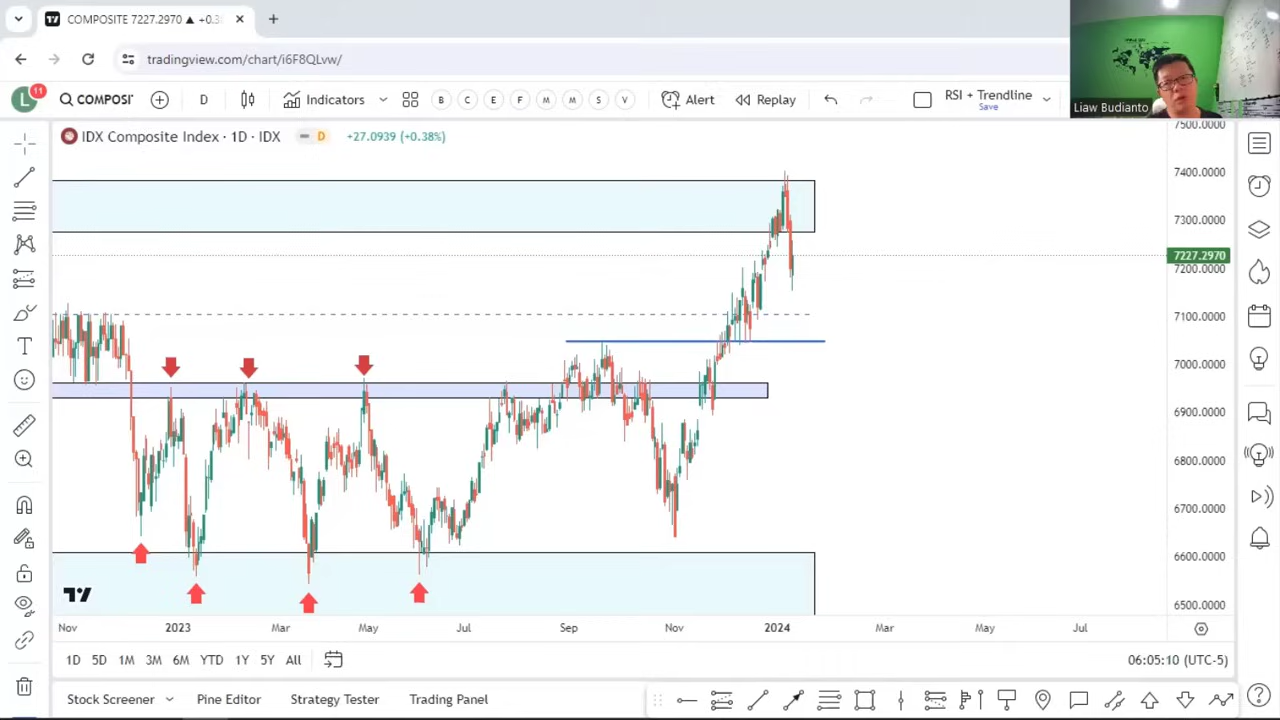 COMPOSITE 7227.2970 ▲ +0.3
tradingview.com/chart/i6F8QLvw/
L 11 COMPOSI D Indicators B C E F M M S V Alert Replay RSI + Trendline
Save
Liaw Budianto
IDX Composite Index · 1D · IDX D +27.0939 (+0.38%)
7500.0000
7400.0000
7300.0000
7227.2970
7200.0000
7100.0000
7000.0000
6900.0000
6800.0000
6700.0000
6600.0000
6500.0000
Nov 2023 Mar May Jul Sep Nov 2024 Mar May Jul
1D 5D 1M 3M 6M YTD 1Y 5Y All 06:05:10 (UTC-5)
Stock Screener Pine Editor Strategy Tester Trading Panel